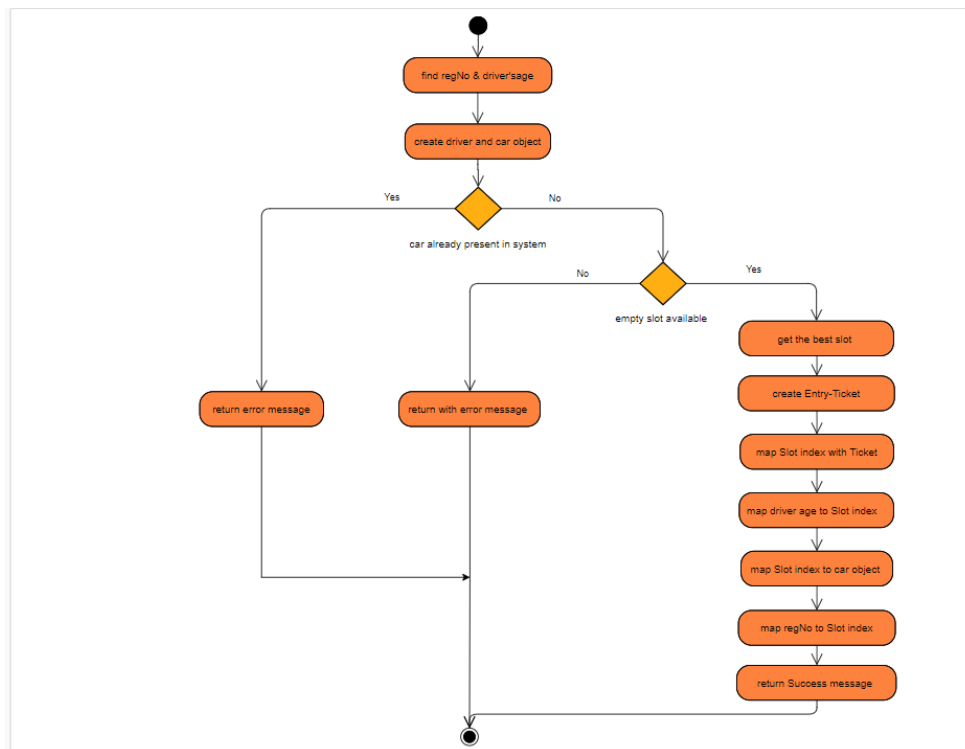 find regNo & driver'sage
create driver and car object
Yes
No
car already present in system
No
Yes
empty slot available
get the best slot
create Entry-Ticket
return error message
return with error message
map Slot index with Ticket
map driver age to Slot index
map Slot index to car object
map regNo to Slot index
return Success message